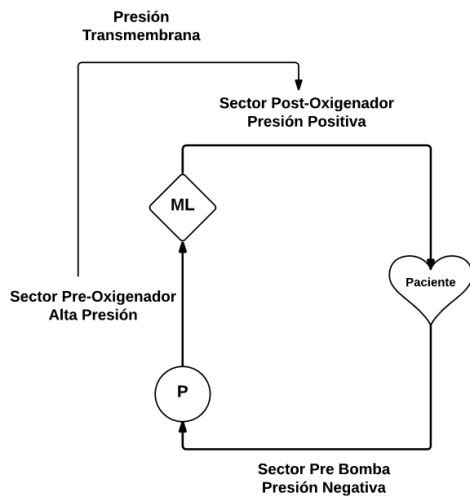 Presión
Transmembrana
Sector Post-Oxigenador
Presión Positiva
ML
Paciente
Sector Pre-Oxigenador
Alta Presión
P
Sector Pre Bomba
Presión Negativa